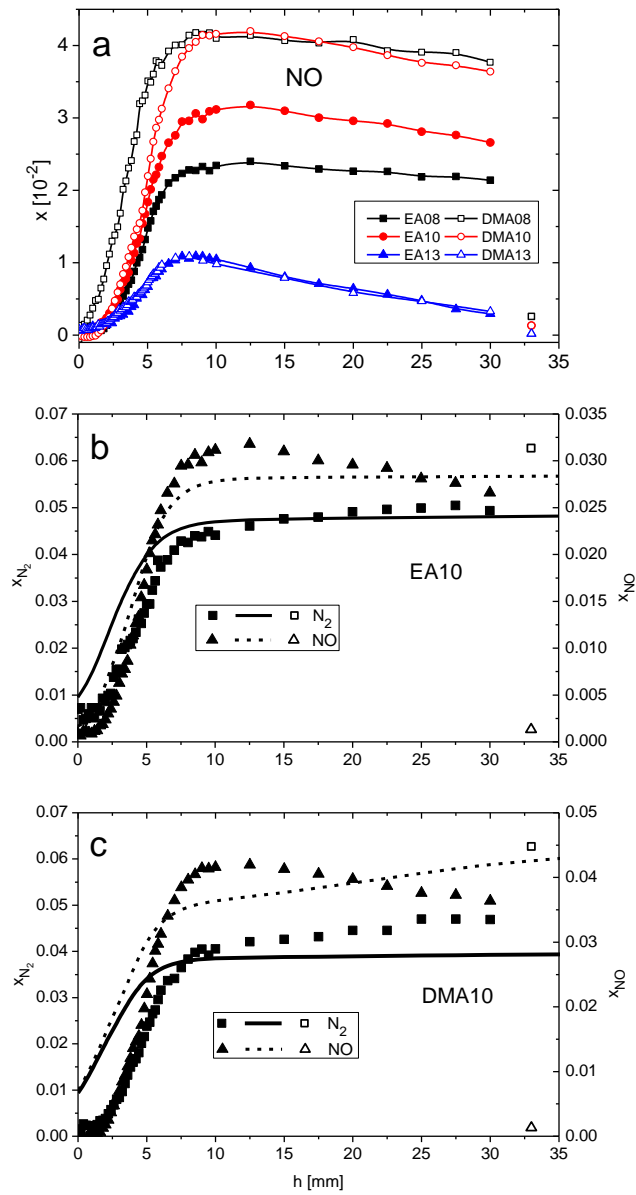 a
NO
x [10⁻²]
4
3
2
1
0
EA08 DMA08
EA10 DMA10
EA13 DMA13
0 5 10 15 20 25 30 35
b
0.07 0.035
0.06 0.030
0.05 0.025
0.04 0.020
0.03 0.015
0.02 0.010
0.01 0.005
0.00 0.000
x_N₂
x_NO
EA10
N₂
NO
0 5 10 15 20 25 30 35
c
0.07 0.05
0.06 0.04
0.05
0.04 0.03
0.03 0.02
0.02
0.01 0.01
0.00 0.00
x_N₂
x_NO
DMA10
N₂
NO
0 5 10 15 20 25 30 35
h [mm]